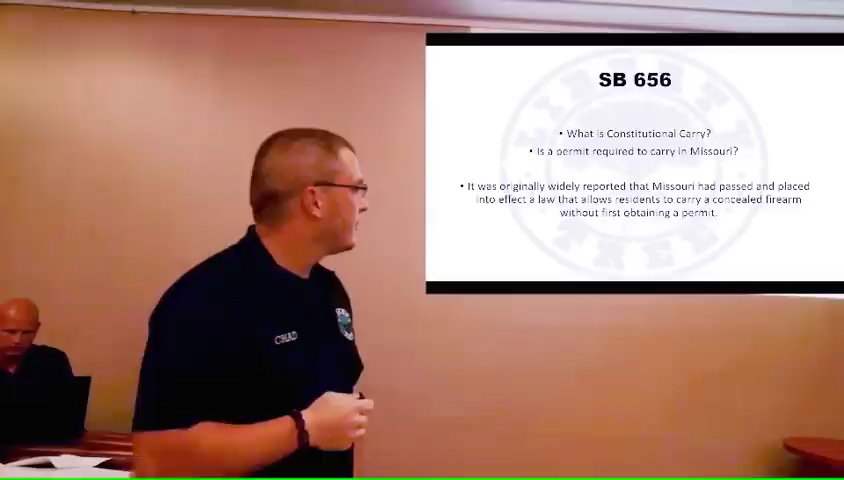 SB 656
• What is Constitutional Carry?
• Is a permit required to carry in Missouri?
• It was originally widely reported that Missouri had passed and placed
into effect a law that allows residents to carry a concealed firearm
without first obtaining a permit.
LIBERTY
TREE
CHAD